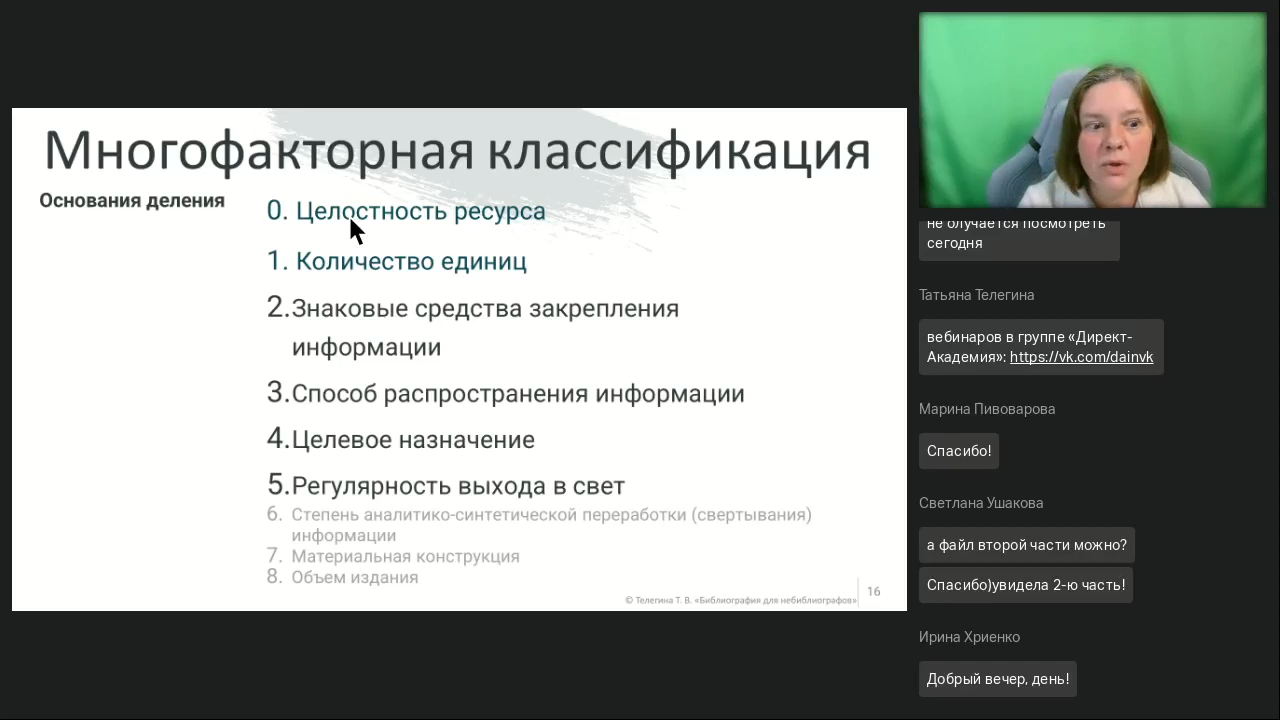 Многофакторная классификация
Основания деления
0. Целостность ресурса
1. Количество единиц
2. Знаковые средства закрепления
информации
3. Способ распространения информации
4. Целевое назначение
5. Регулярность выхода в свет
6. Степень аналитико-синтетической переработки (свертывания)
информации
7. Материальная конструкция
8. Объем издания
© Телегина Т. В. «Библиография для небиблиографов»
16
не олучается посмотреть
сегодня
Татьяна Телегина
вебинаров в группе «Директ-
Академия»: https://vk.com/dainvk
Марина Пивоварова
Спасибо!
Светлана Ушакова
а файл второй части можно?
Спасибо)увидела 2-ю часть!
Ирина Хриенко
Добрый вечер, день!